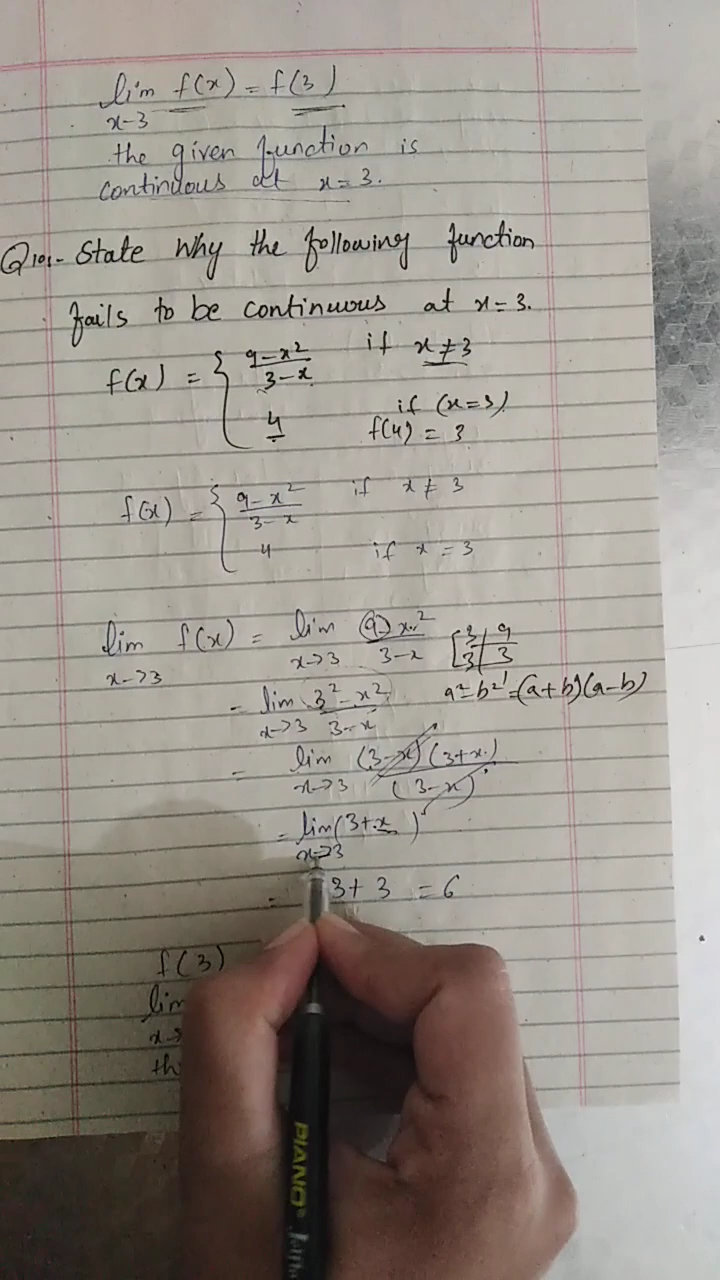 lim f(x) = f(3)
x-3
the given function is
continuous at x=3.
Q10.- State why the following function
fails to be continuous at x=3.
f(x) = { 9-x² / 3-x if x≠3
4 if (x=3)
f(4) = 3
f(x) = { 9-x² / 3-x if x≠3
4 if x=3
lim f(x) = lim 9-x² / 3-x
x->3 x->3
= lim 3²-x² / 3-x a²-b²=(a+b)(a-b)
x->3
= lim (3-x)(3+x) / (3-x)
x->3
= lim (3+x)
x->3
= 3+3 = 6
f(3)
lim
th
PIANO